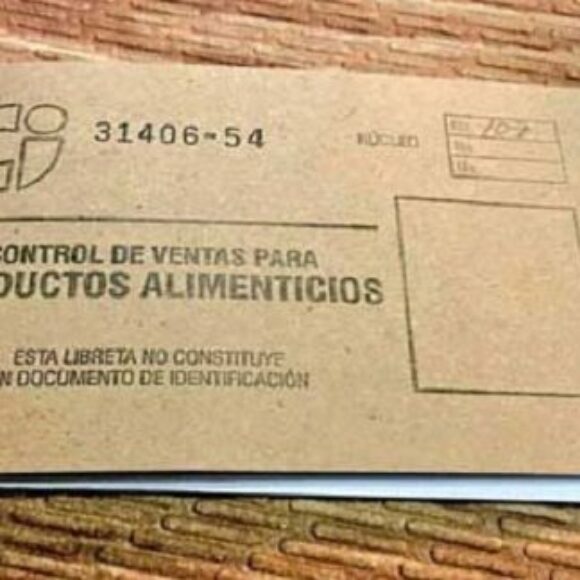 31406-54
NÚCLEO
CONTROL DE VENTAS PARA
DUCTOS ALIMENTICIOS
ESTA LIBRETA NO CONSTITUYE
N DOCUMENTO DE IDENTIFICACIÓN